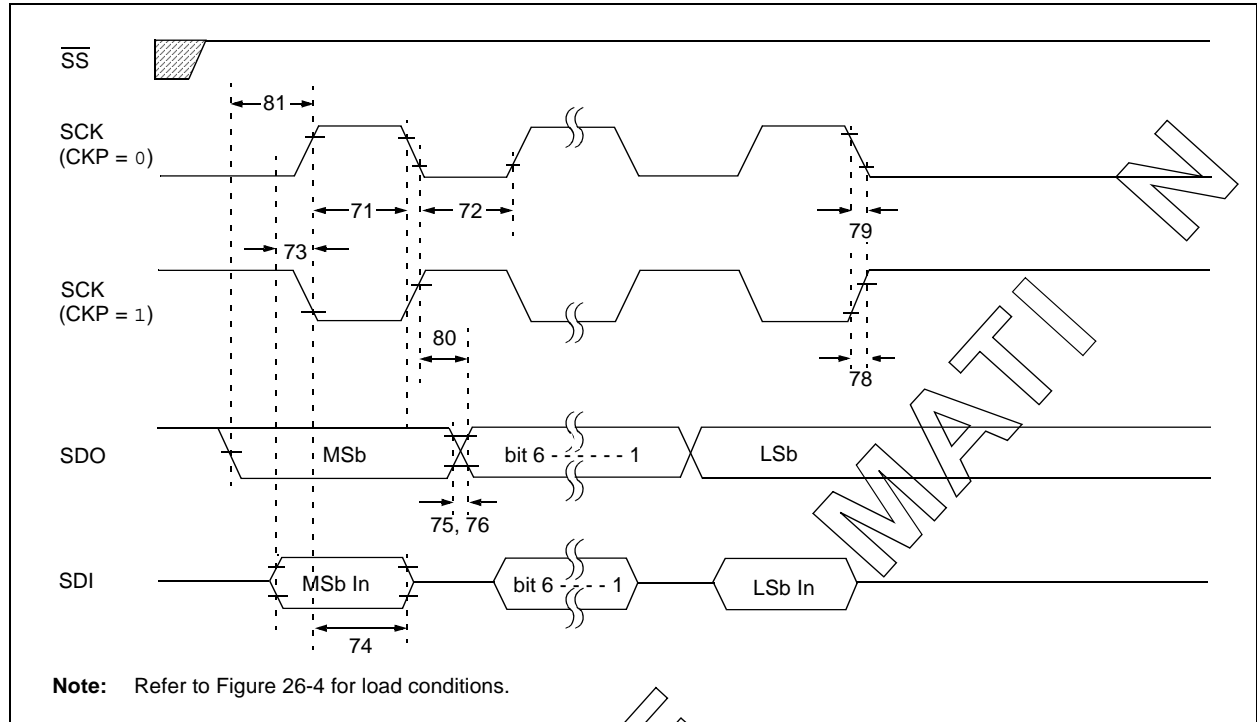 SS
81
SCK
(CKP = 0)
71
72
73
79
SCK
(CKP = 1)
80
78
SDO
MSb
bit 6 - - - - - - 1
LSb
75, 76
SDI
MSb In
bit 6 - - - - - 1
LSb In
74
Note: Refer to Figure 26-4 for load conditions.
MATI
N